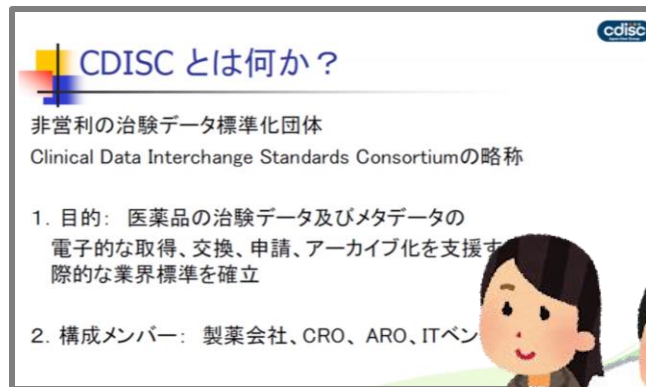 cdisc
CDISC とは何か？
非営利の治験データ標準化団体
Clinical Data Interchange Standards Consortiumの略称
1．目的： 医薬品の治験データ及びメタデータの
電子的な取得、交換、申請、アーカイブ化を支援す
際的な業界標準を確立
2．構成メンバー： 製薬会社、CRO、 ARO、ITベン